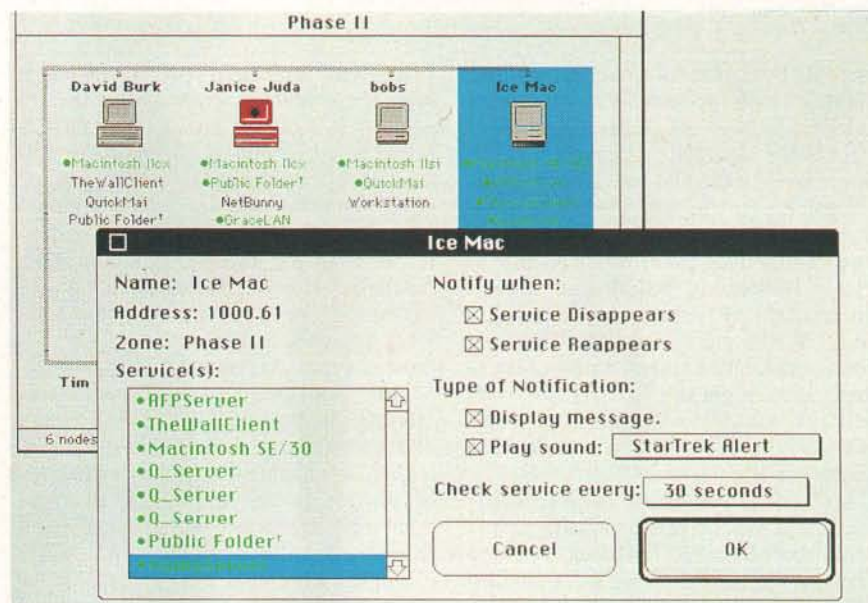 Phase II
David Burk
Janice Juda
bobs
Ice Mac
●Macintosh IIcx
TheWallClient
QuickMai
Public Folder†
●Macintosh IIcx
●Public Folder†
NetBunny
●GraceLAN
●Macintosh IIsi
●QuickMai
Workstation
Tim
6 nodes
Ice Mac
Name: Ice Mac
Address: 1000.61
Zone: Phase II
Service(s):
●AFPServer
●TheWallClient
●Macintosh SE/30
●Q_Server
●Q_Server
●Q_Server
●Public Folder†
Notify when:
Service Disappears
Service Reappears
Type of Notification:
Display message.
Play sound: StarTrek Alert
Check service every: 30 seconds
Cancel
OK